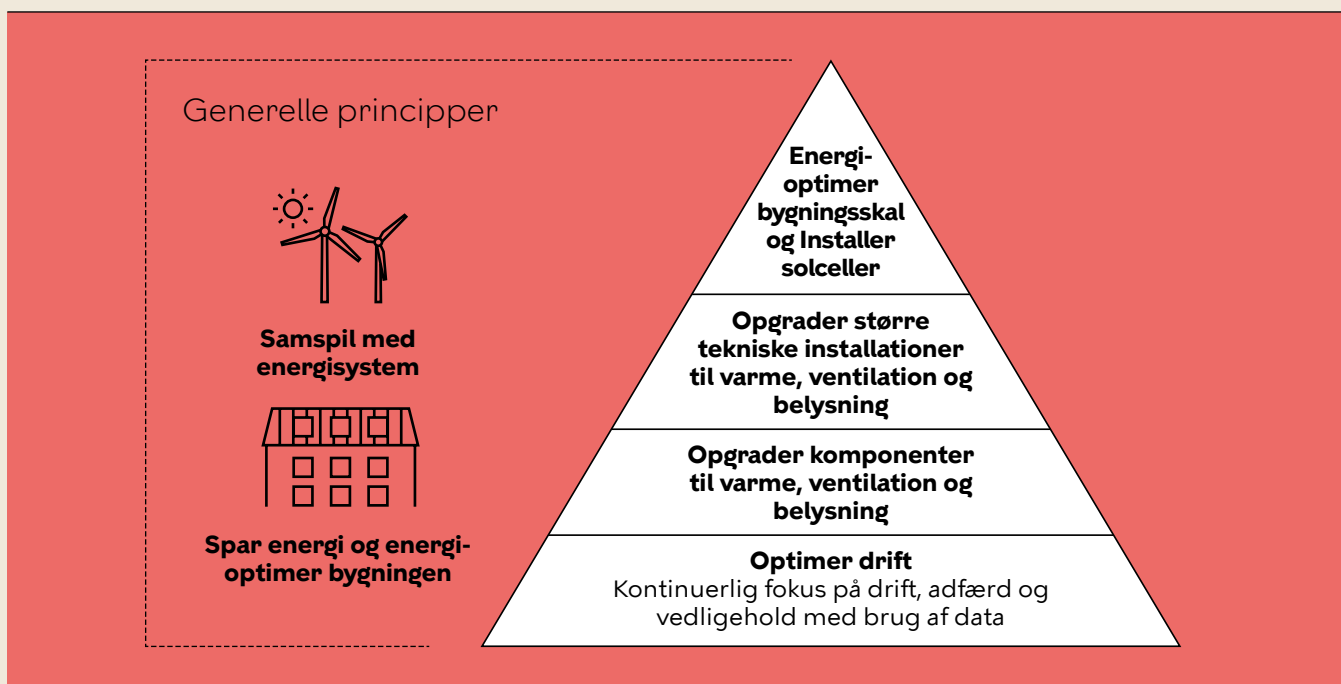 Generelle principper
Samspil med
energisystem
Spar energi og energi-
optimer bygningen
Energi-
optimer
bygningsskal
og Installer
solceller
Opgrader større
tekniske installationer
til varme, ventilation og
belysning
Opgrader komponenter
til varme, ventilation og
belysning
Optimer drift
Kontinuerlig fokus på drift, adfærd og
vedligehold med brug af data